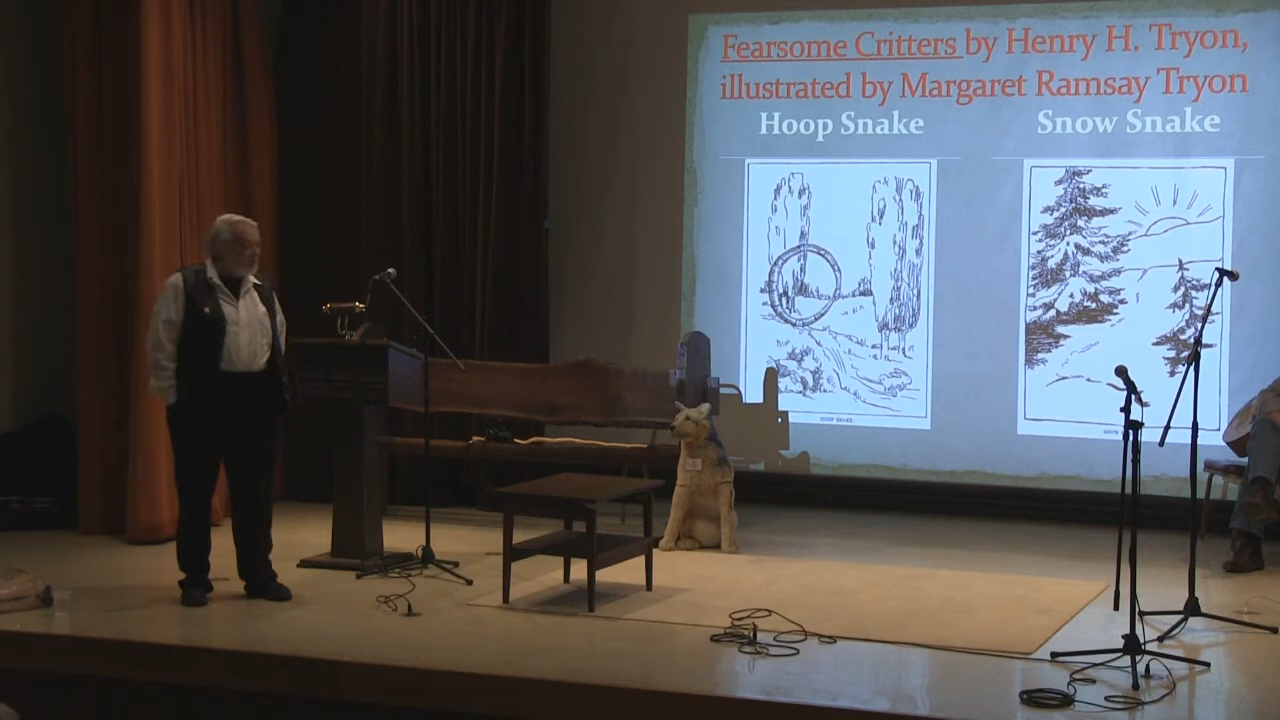 Fearsome Critters by Henry H. Tryon,
illustrated by Margaret Ramsay Tryon
Hoop Snake
Snow Snake
HOOP SNAKE